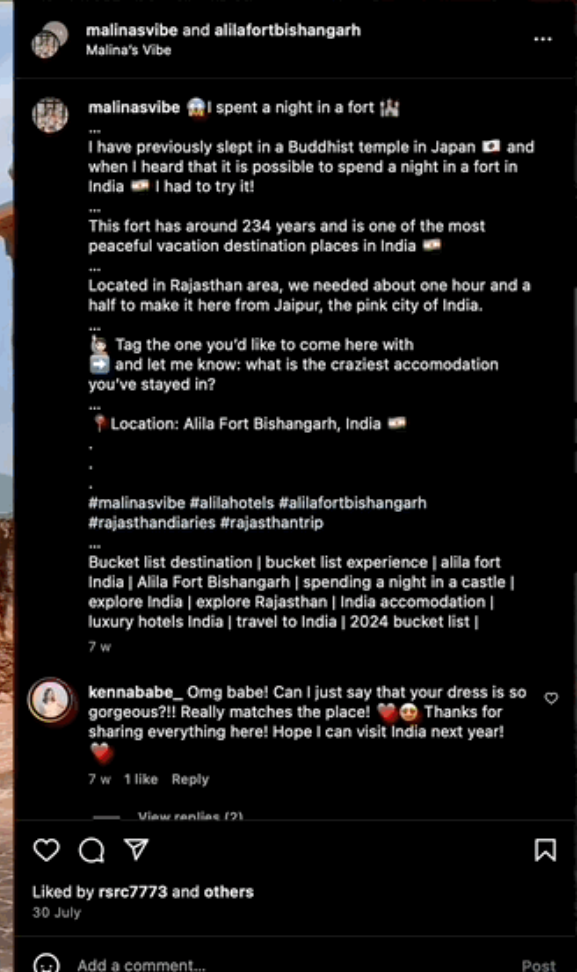 malinasvibe and alilafortbishangarh
Malina's Vibe
...
malinasvibe 😱I spent a night in a fort 🏰
...
I have previously slept in a Buddhist temple in Japan 🇯🇵 and
when I heard that it is possible to spend a night in a fort in
India 🇮🇳 I had to try it!
...
This fort has around 234 years and is one of the most
peaceful vacation destination places in India 🇮🇳
...
Located in Rajasthan area, we needed about one hour and a
half to make it here from Jaipur, the pink city of India.
...
🙋🏻‍♀️ Tag the one you'd like to come here with
➡️ and let me know: what is the craziest accomodation
you've stayed in?
...
📍Location: Alila Fort Bishangarh, India 🇮🇳
.
.
.
#malinasvibe #alilahotels #alilafortbishangarh
#rajasthandiaries #rajasthantrip
...
Bucket list destination | bucket list experience | alila fort
India | Alila Fort Bishangarh | spending a night in a castle |
explore India | explore Rajasthan | India accomodation |
luxury hotels India | travel to India | 2024 bucket list |
7 w
kennababe_ Omg babe! Can I just say that your dress is so
gorgeous?!! Really matches the place! ❤️😍 Thanks for
sharing everything here! Hope I can visit India next year!
❤️
7 w 1 like Reply
View replies (2)
Liked by rsrc7773 and others
30 July
Add a comment...
Post